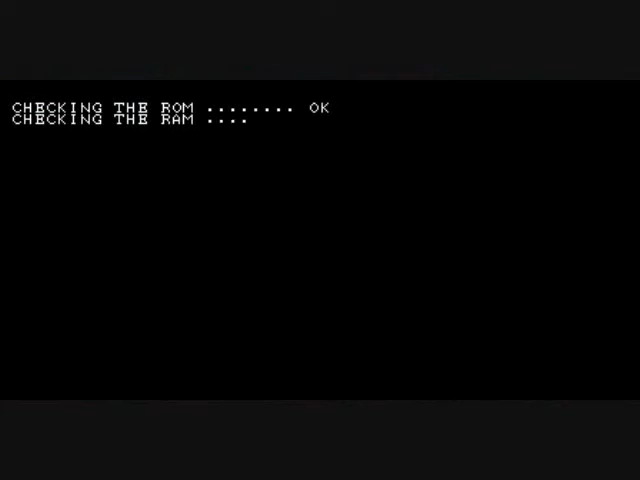 CHECKING THE ROM ........ OK
CHECKING THE RAM ....